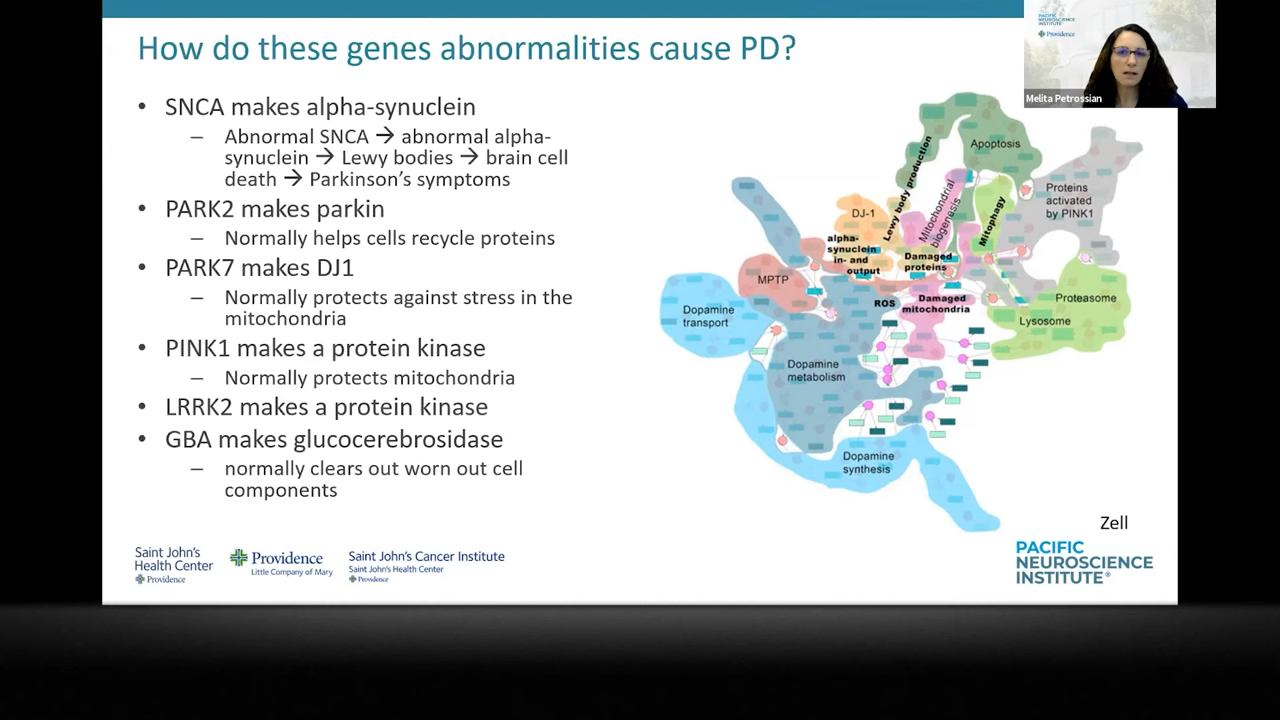 How do these genes abnormalities cause PD?
• SNCA makes alpha-synuclein
– Abnormal SNCA → abnormal alpha-
synuclein → Lewy bodies → brain cell
death → Parkinson's symptoms
• PARK2 makes parkin
– Normally helps cells recycle proteins
• PARK7 makes DJ1
– Normally protects against stress in the
mitochondria
• PINK1 makes a protein kinase
– Normally protects mitochondria
• LRRK2 makes a protein kinase
• GBA makes glucocerebrosidase
– normally clears out worn out cell
components
PACIFIC
NEUROSCIENCE
INSTITUTE
Providence
Melita Petrossian
Apoptosis
Lewy body production
Proteins
activated
by PINK1
DJ-1
Mitochondrial
biogenesis
Mitophagy
alpha-
synuclein
in- and
output
Damaged
proteins
MPTP
ROS
Damaged
mitochondria
Proteasome
Lysosome
Dopamine
transport
Dopamine
metabolism
Dopamine
synthesis
Zell
Saint John's
Health Center
Providence
Providence
Little Company of Mary
Saint John's Cancer Institute
Saint John's Health Center
Providence
PACIFIC
NEUROSCIENCE
INSTITUTE®